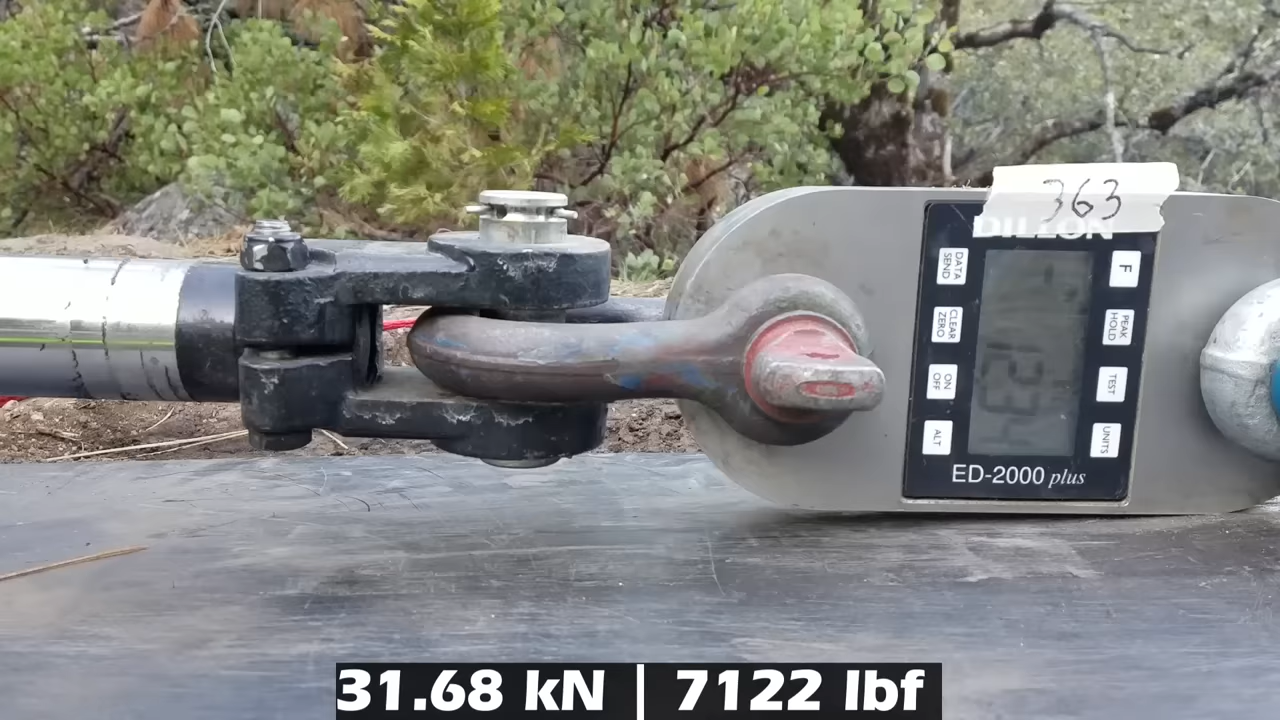 363
DILLON
DATA
SEND
F
CLEAR
ZERO
PEAK
HOLD
ON
OFF
TEST
ALT
UNITS
ED-2000 plus
31.68 kN | 7122 lbf